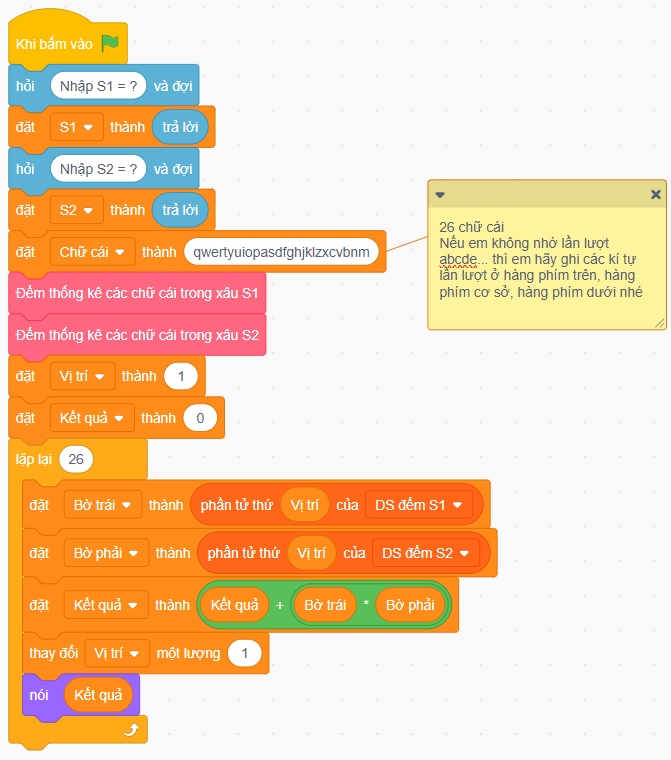 Khi bấm vào
hỏi Nhập S1 = ? và đợi
đặt S1 thành trả lời
hỏi Nhập S2 = ? và đợi
đặt S2 thành trả lời
đặt Chữ cái thành qwertyuiopasdfghjklzxcvbnm
26 chữ cái
Nếu em không nhớ lần lượt
abcde... thì em hãy ghi các kí tự
lần lượt ở hàng phím trên, hàng
phím cơ sở, hàng phím dưới nhé
Đếm thống kê các chữ cái trong xâu S1
Đếm thống kê các chữ cái trong xâu S2
đặt Vị trí thành 1
đặt Kết quả thành 0
lặp lại 26
đặt Bờ trái thành phần tử thứ Vị trí của DS đếm S1
đặt Bờ phải thành phần tử thứ Vị trí của DS đếm S2
đặt Kết quả thành Kết quả + Bờ trái * Bờ phải
thay đổi Vị trí một lượng 1
nói Kết quả